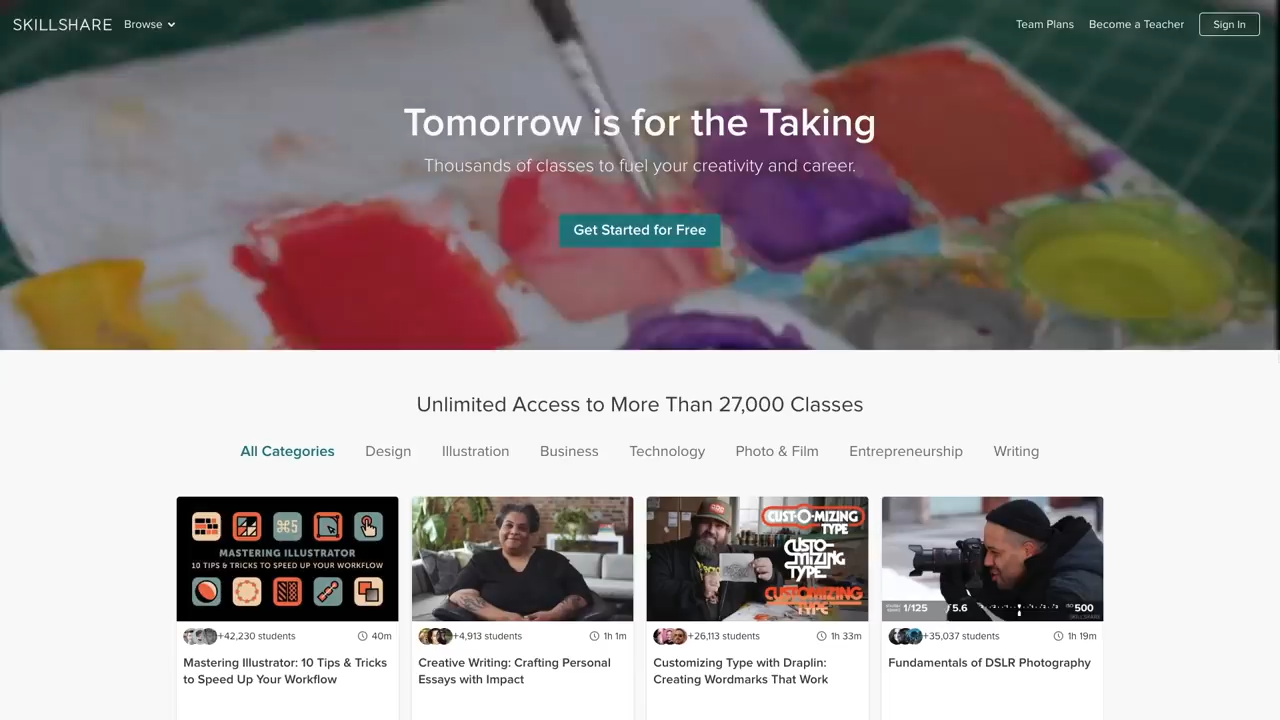 SKILLSHARE Browse Team Plans Become a Teacher Sign In
Tomorrow is for the Taking
Thousands of classes to fuel your creativity and career.
Get Started for Free
Unlimited Access to More Than 27,000 Classes
All Categories Design Illustration Business Technology Photo & Film Entrepreneurship Writing
⌘5
MASTERING ILLUSTRATOR
10 TIPS & TRICKS TO SPEED UP YOUR WORKFLOW
+42,230 students 40m
Mastering Illustrator: 10 Tips & Tricks
to Speed Up Your Workflow
+4,913 students 1h 1m
Creative Writing: Crafting Personal
Essays with Impact
CUST-O-MIZING
TYPE
CUSTO-
MIZING
TYPE
CUSTOMIZING
TYPE
+26,113 students 1h 33m
Customizing Type with Draplin:
Creating Wordmarks That Work
1/125 f 5.6 ISO 500
SKILLSHARE
+35,037 students 1h 19m
Fundamentals of DSLR Photography